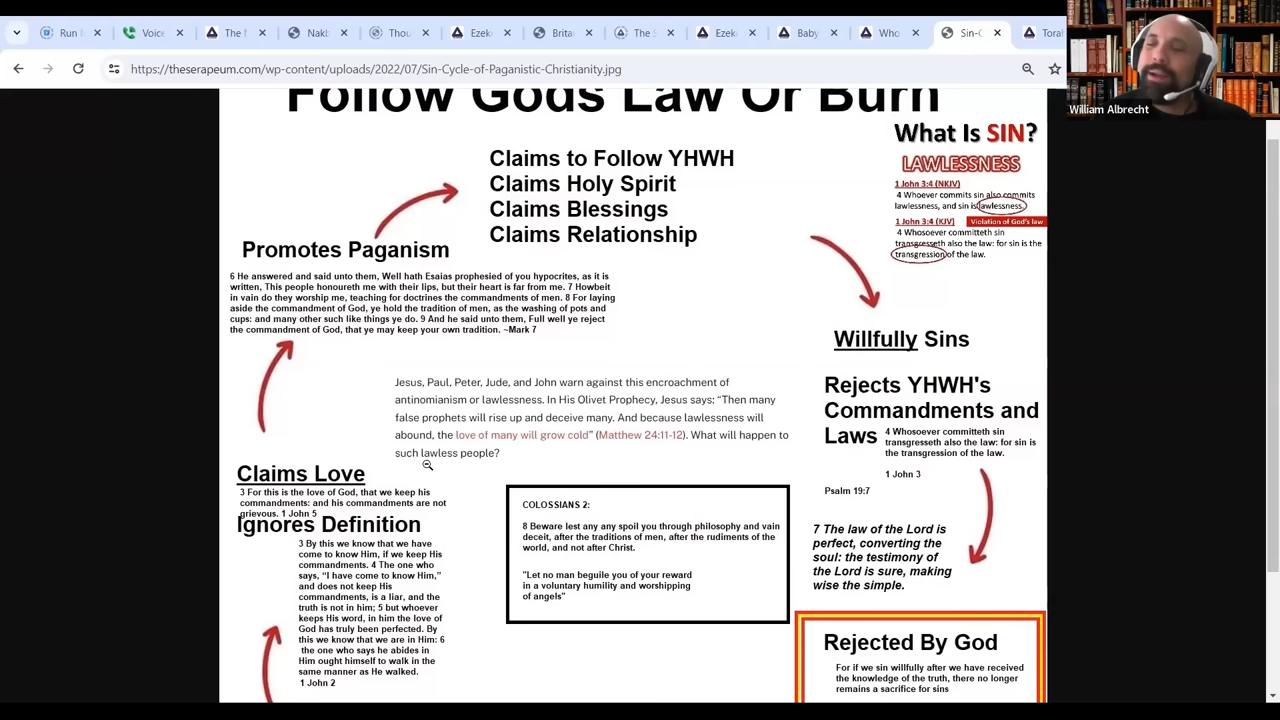 Run
Voice
The
Nakb
Thou
Ezek
Brita
The S
Ezek
Baby
Who
Sin-C
Toral
https://theserapeum.com/wp-content/uploads/2022/07/Sin-Cycle-of-Paganistic-Christianity.jpg
William Albrecht
Follow Gods Law Or Burn
What Is SIN?
LAWLESSNESS
1 John 3:4 (NKJV)
4 Whoever commits sin also commits
lawlessness, and sin is lawlessness.
1 John 3:4 (KJV)
Violation of God's law
4 Whosoever committeth sin
transgresseth also the law: for sin is the
transgression of the law.
Claims to Follow YHWH
Claims Holy Spirit
Claims Blessings
Claims Relationship
Promotes Paganism
6 He answered and said unto them, Well hath Esaias prophesied of you hypocrites, as it is
written, This people honoureth me with their lips, but their heart is far from me. 7 Howbeit
in vain do they worship me, teaching for doctrines the commandments of men. 8 For laying
aside the commandment of God, ye hold the tradition of men, as the washing of pots and
cups: and many other such like things ye do. 9 And he said unto them, Full well ye reject
the commandment of God, that ye may keep your own tradition. ~Mark 7
Willfully Sins
Rejects YHWH's
Commandments and
Laws
4 Whosoever committeth sin
transgresseth also the law: for sin is
the transgression of the law.
1 John 3
Psalm 19:7
7 The law of the Lord is
perfect, converting the
soul: the testimony of
the Lord is sure, making
wise the simple.
Jesus, Paul, Peter, Jude, and John warn against this encroachment of
antinomianism or lawlessness. In His Olivet Prophecy, Jesus says: “Then many
false prophets will rise up and deceive many. And because lawlessness will
abound, the love of many will grow cold” (Matthew 24:11-12). What will happen to
such lawless people?
Claims Love
3 For this is the love of God, that we keep his
commandments: and his commandments are not
grievous. 1 John 5
Ignores Definition
3 By this we know that we have
come to know Him, if we keep His
commandments. 4 The one who
says, “I have come to know Him,”
and does not keep His
commandments, is a liar, and the
truth is not in him; 5 but whoever
keeps His word, in him the love of
God has truly been perfected. By
this we know that we are in Him: 6
the one who says he abides in
Him ought himself to walk in the
same manner as He walked.
1 John 2
COLOSSIANS 2:
8 Beware lest any any spoil you through philosophy and vain
deceit, after the traditions of men, after the rudiments of the
world, and not after Christ.
"Let no man beguile you of your reward
in a voluntary humility and worshipping
of angels"
Rejected By God
For if we sin willfully after we have received
the knowledge of the truth, there no longer
remains a sacrifice for sins